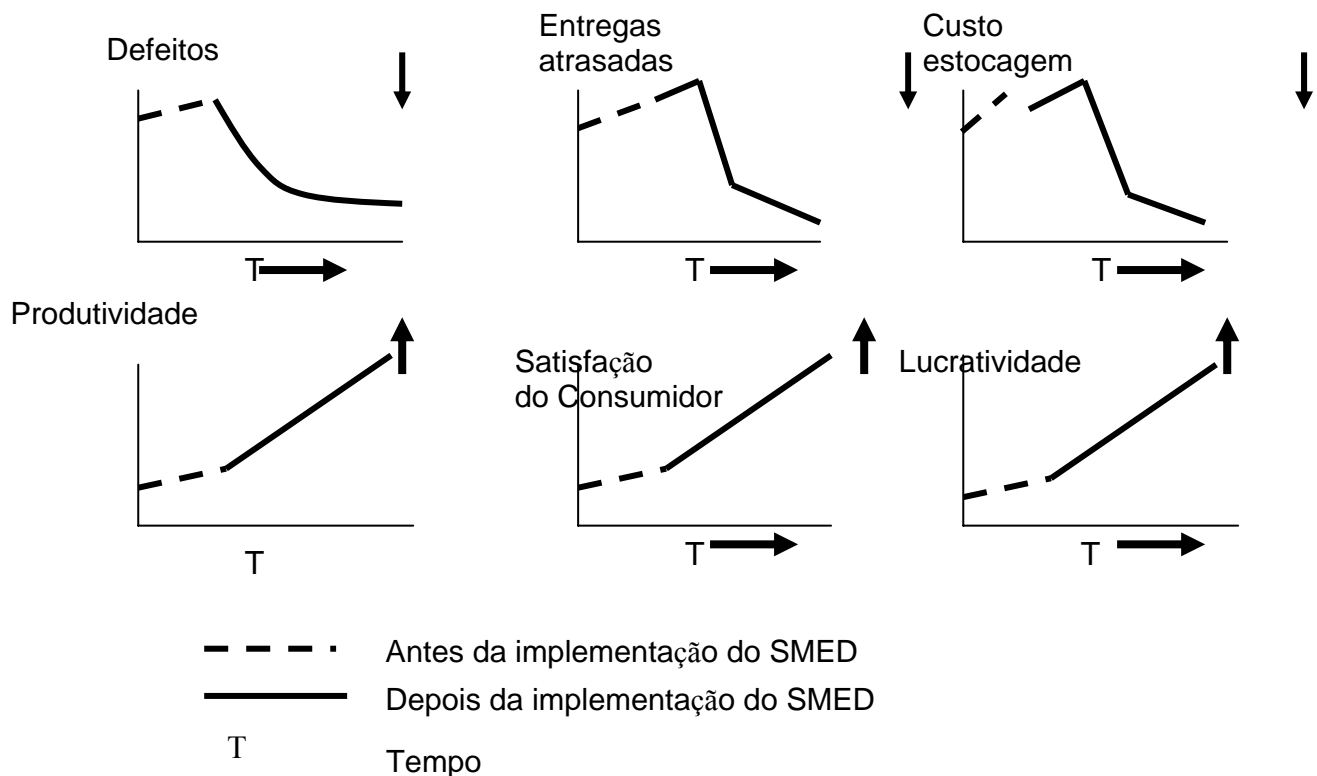 Defeitos
Entregas
atrasadas
Custo
estocagem
T
T
T
Produtividade
Satisfação
do Consumidor
Lucratividade
T
T
T
Antes da implementação do SMED
Depois da implementação do SMED
T
Tempo